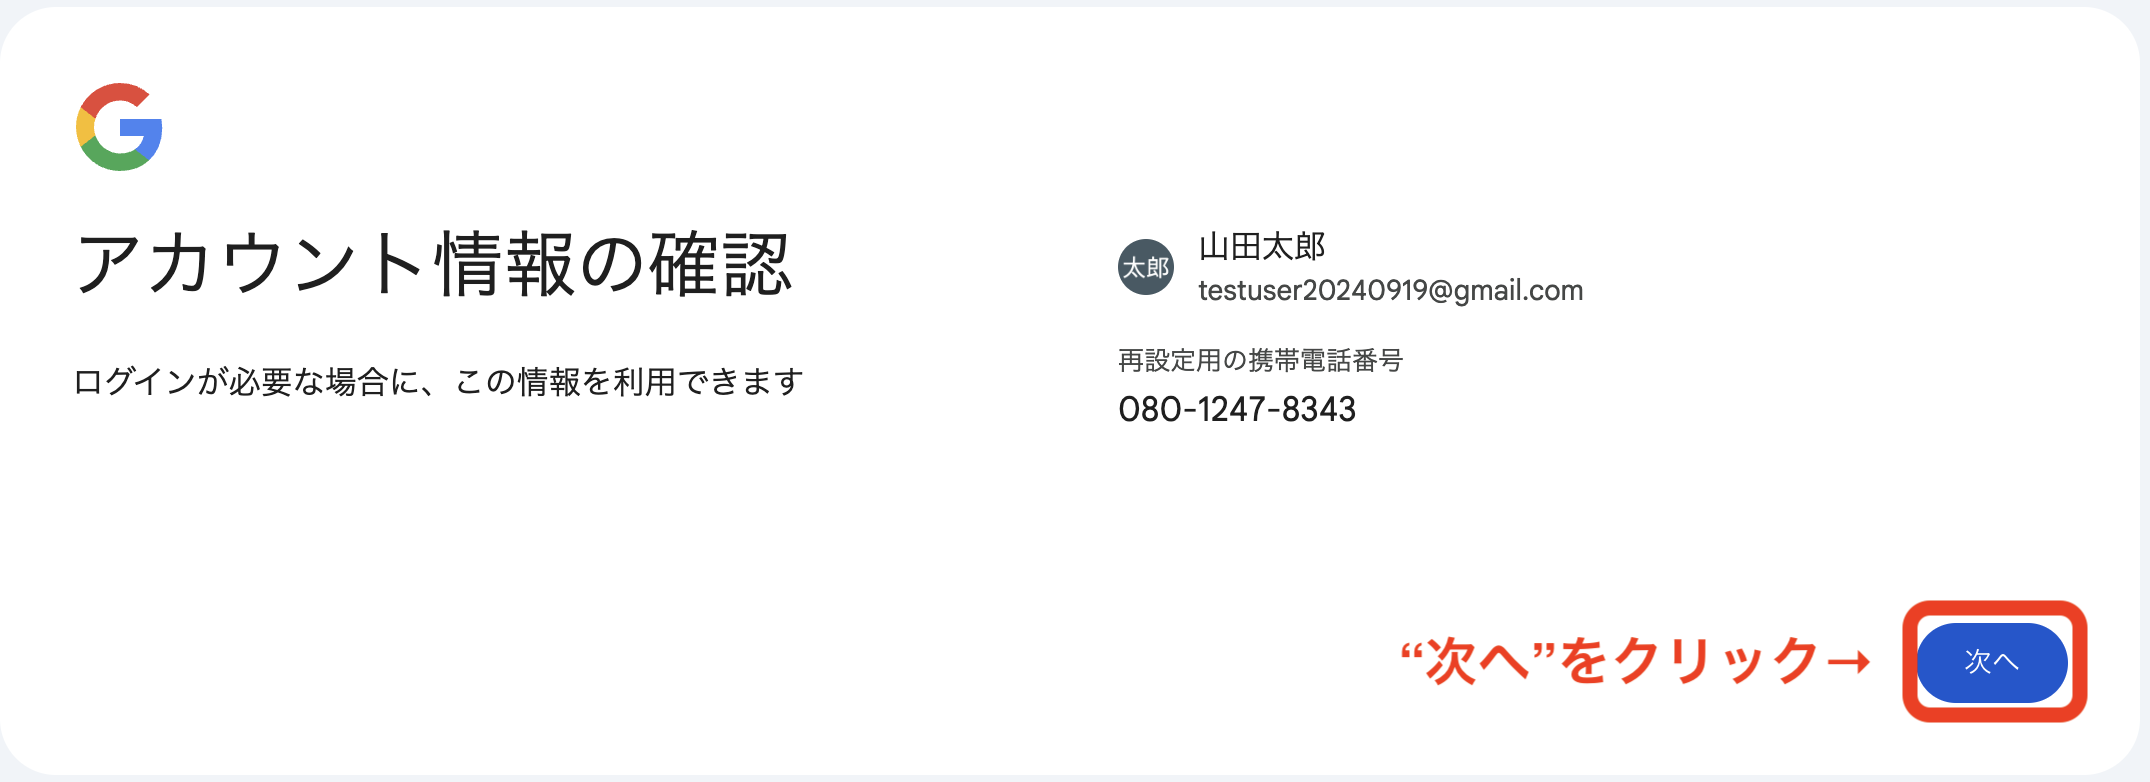 アカウント情報の確認
ログインが必要な場合に、この情報を利用できます
太郎
山田太郎
testuser20240919@gmail.com
再設定用の携帯電話番号
080-1247-8343
“次へ”をクリック→
次へ